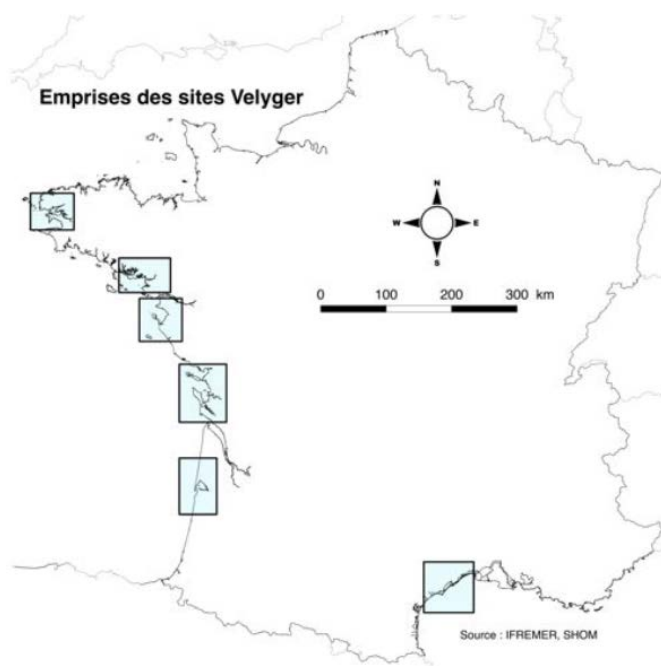 Emprises des sites Velyger
N
W E
S
0 100 200 300 km
Source : IFREMER, SHOM